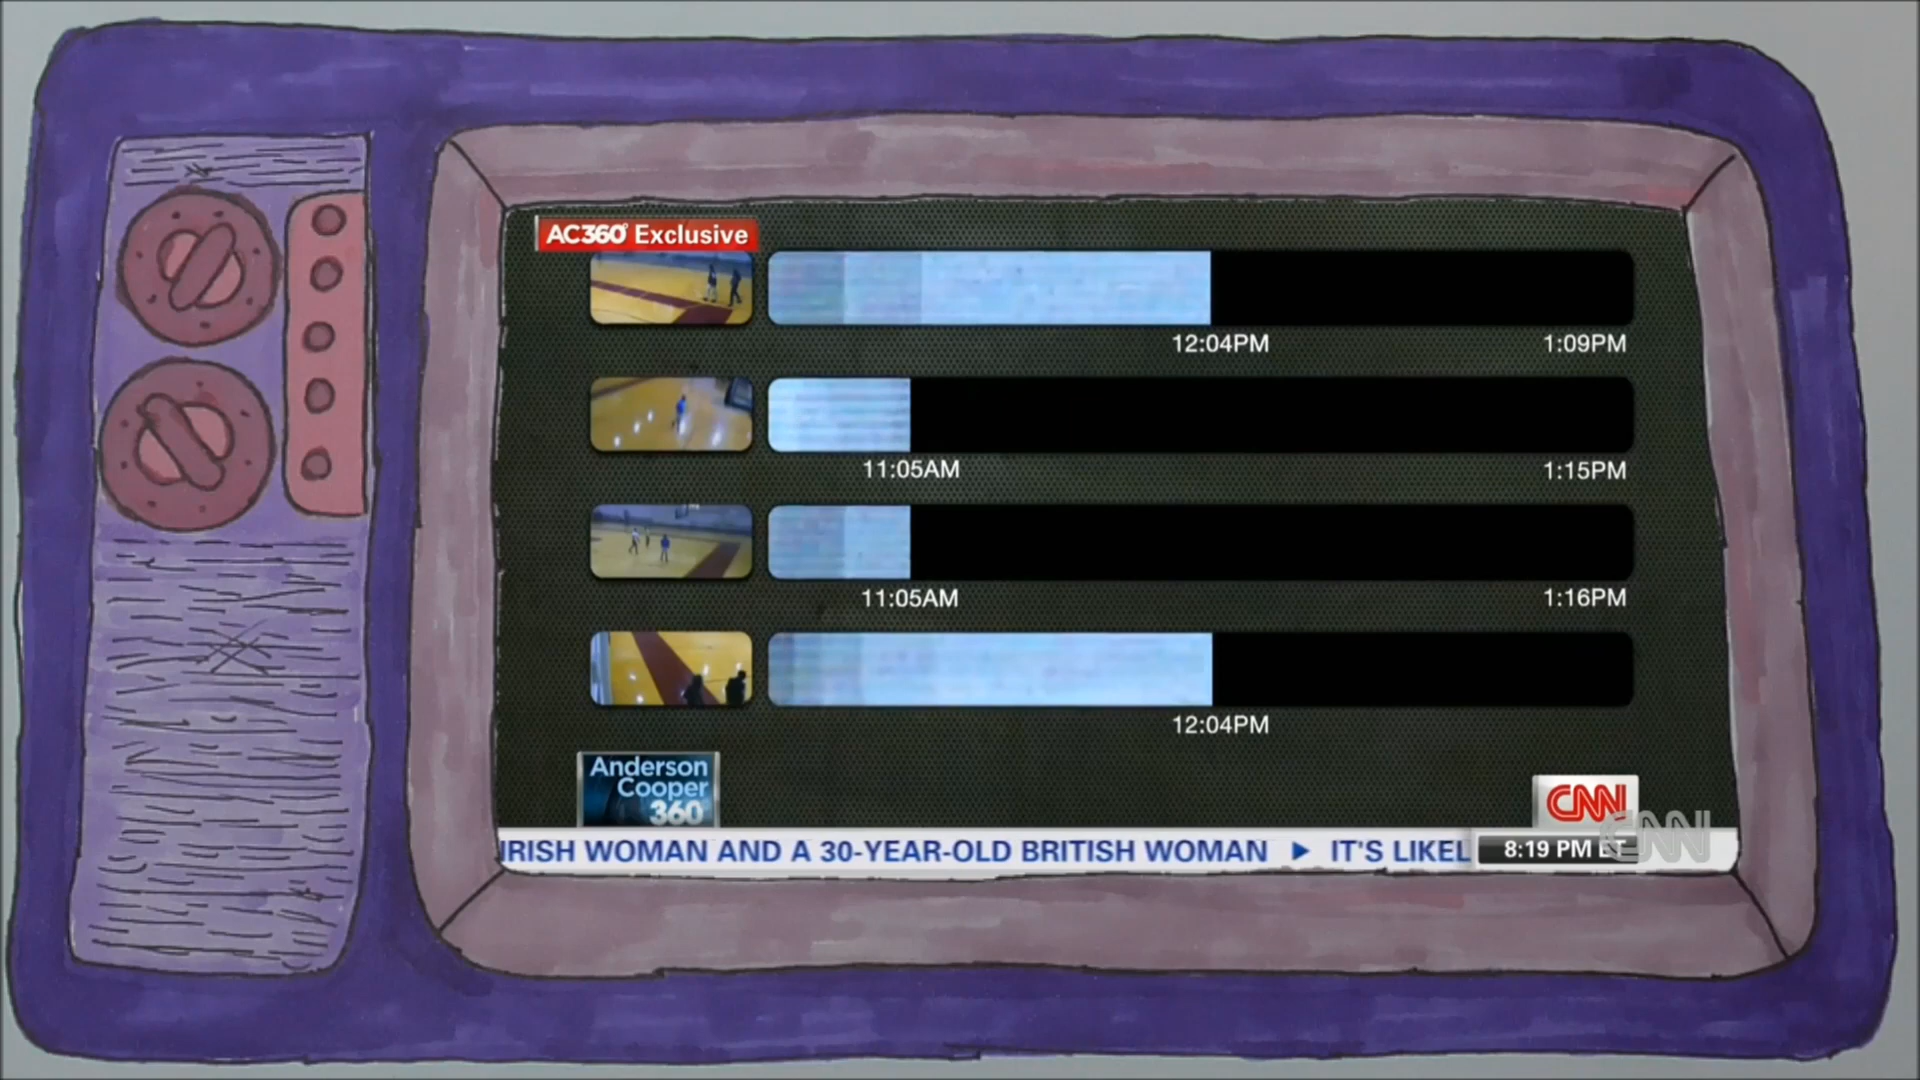 AC360° Exclusive
12:04PM 1:09PM
11:05AM 1:15PM
11:05AM 1:16PM
12:04PM
Anderson
Cooper
360°
CNN
CNN
IRISH WOMAN AND A 30-YEAR-OLD BRITISH WOMAN ▶ IT'S LIKEL
8:19 PM ET